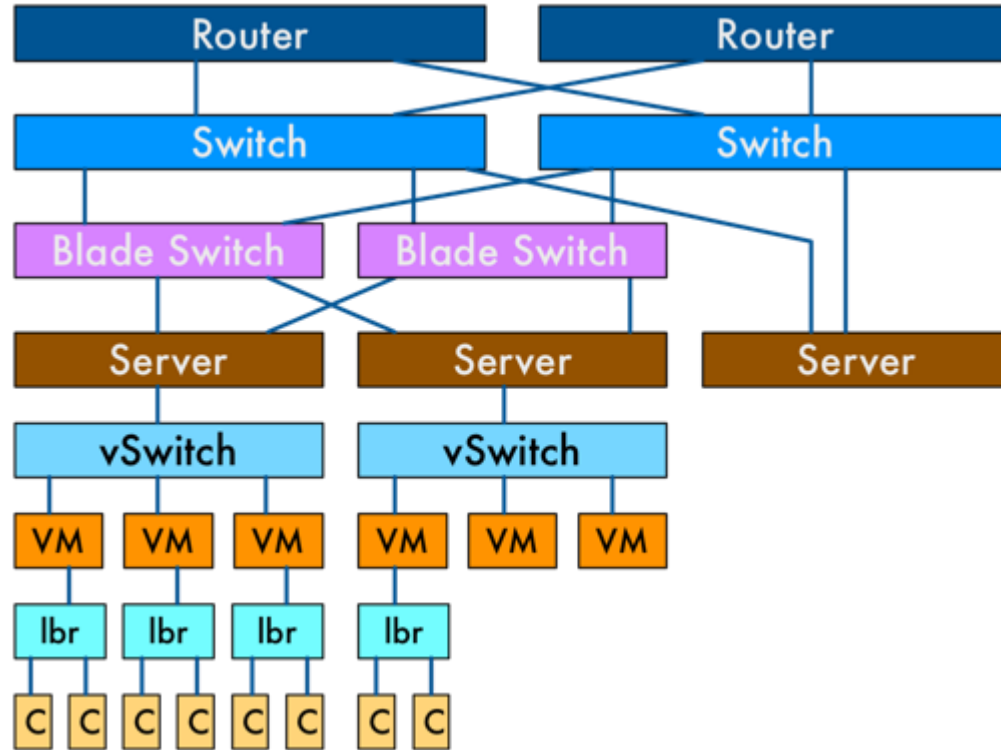 Router
Router
Switch
Switch
Blade Switch
Blade Switch
Server
Server
Server
vSwitch
vSwitch
VM
VM
VM
VM
VM
VM
lbr
lbr
lbr
lbr
C
C
C
C
C
C
C
C